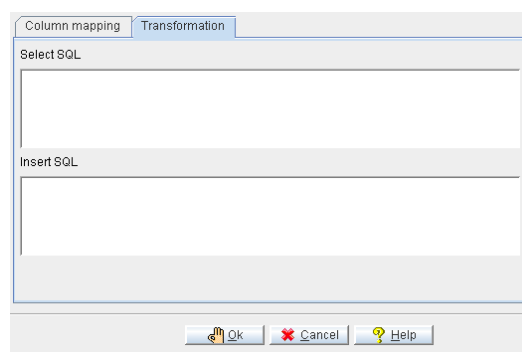 Column mapping Transformation
Select SQL
Insert SQL
Ok Cancel Help